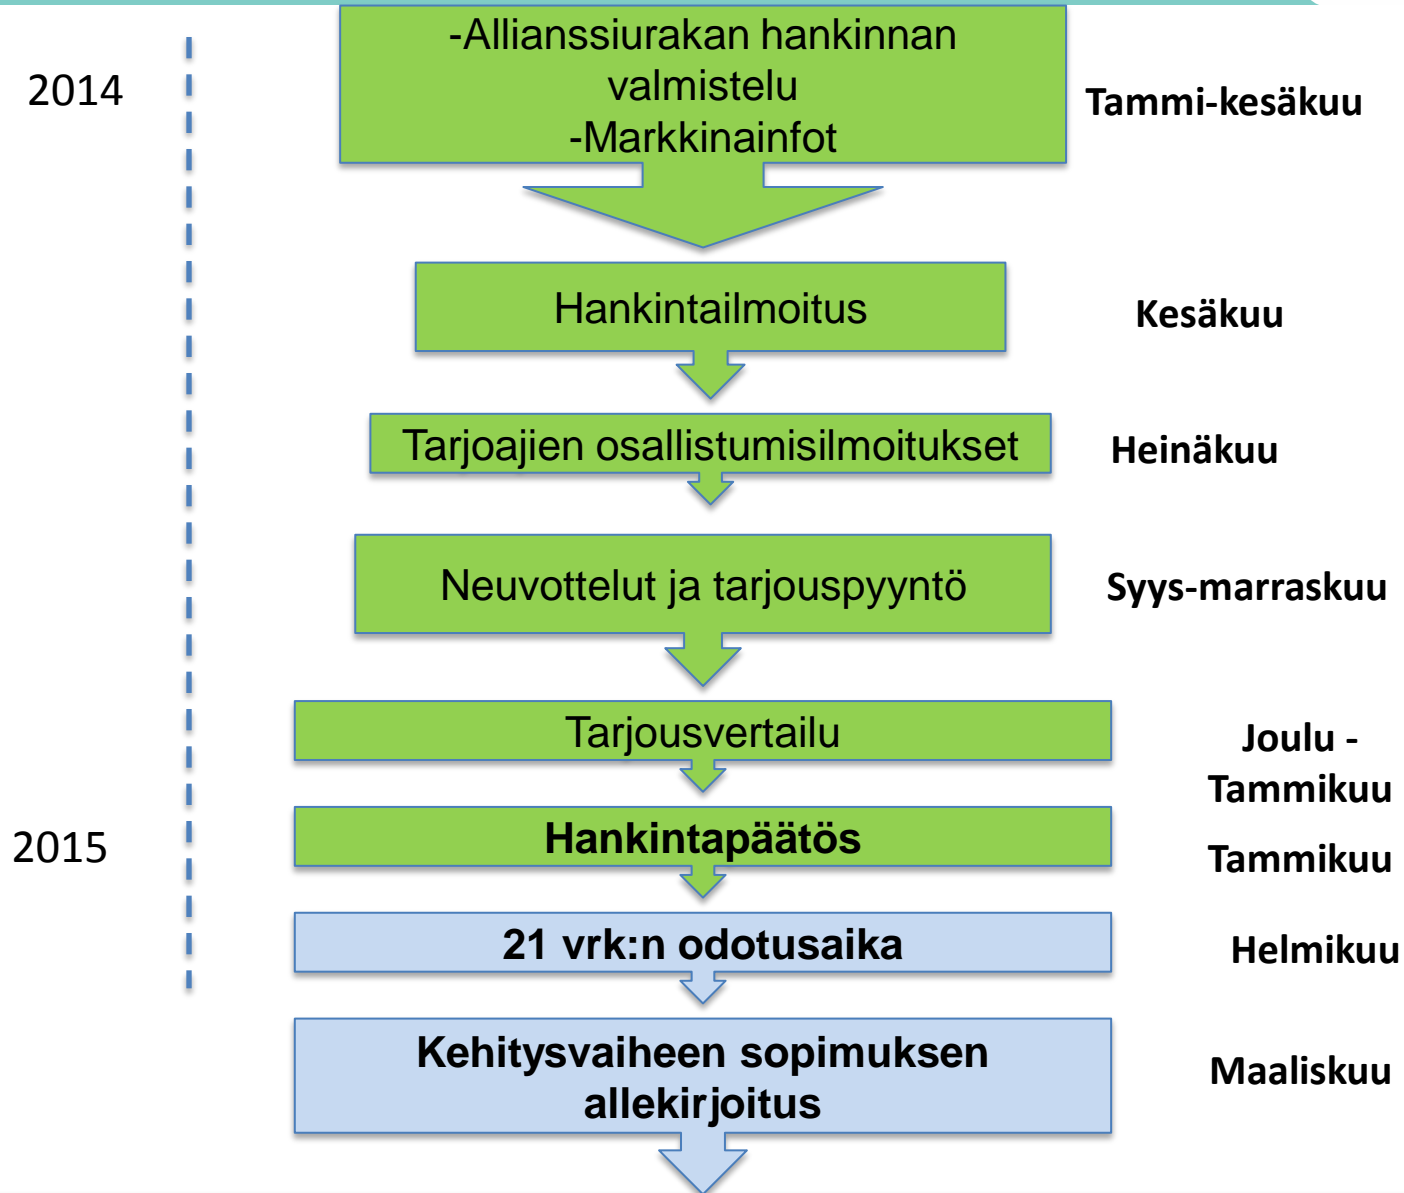 2014
-Allianssiurakan hankinnan
valmistelu
-Markkinainfot
Tammi-kesäkuu
Hankintailmoitus
Kesäkuu
Tarjoajien osallistumisilmoitukset
Heinäkuu
Neuvottelut ja tarjouspyyntö
Syys-marraskuu
Tarjousvertailu
Joulu -
Tammikuu
2015
Hankintapäätös
Tammikuu
21 vrk:n odotusaika
Helmikuu
Kehitysvaiheen sopimuksen
allekirjoitus
Maaliskuu